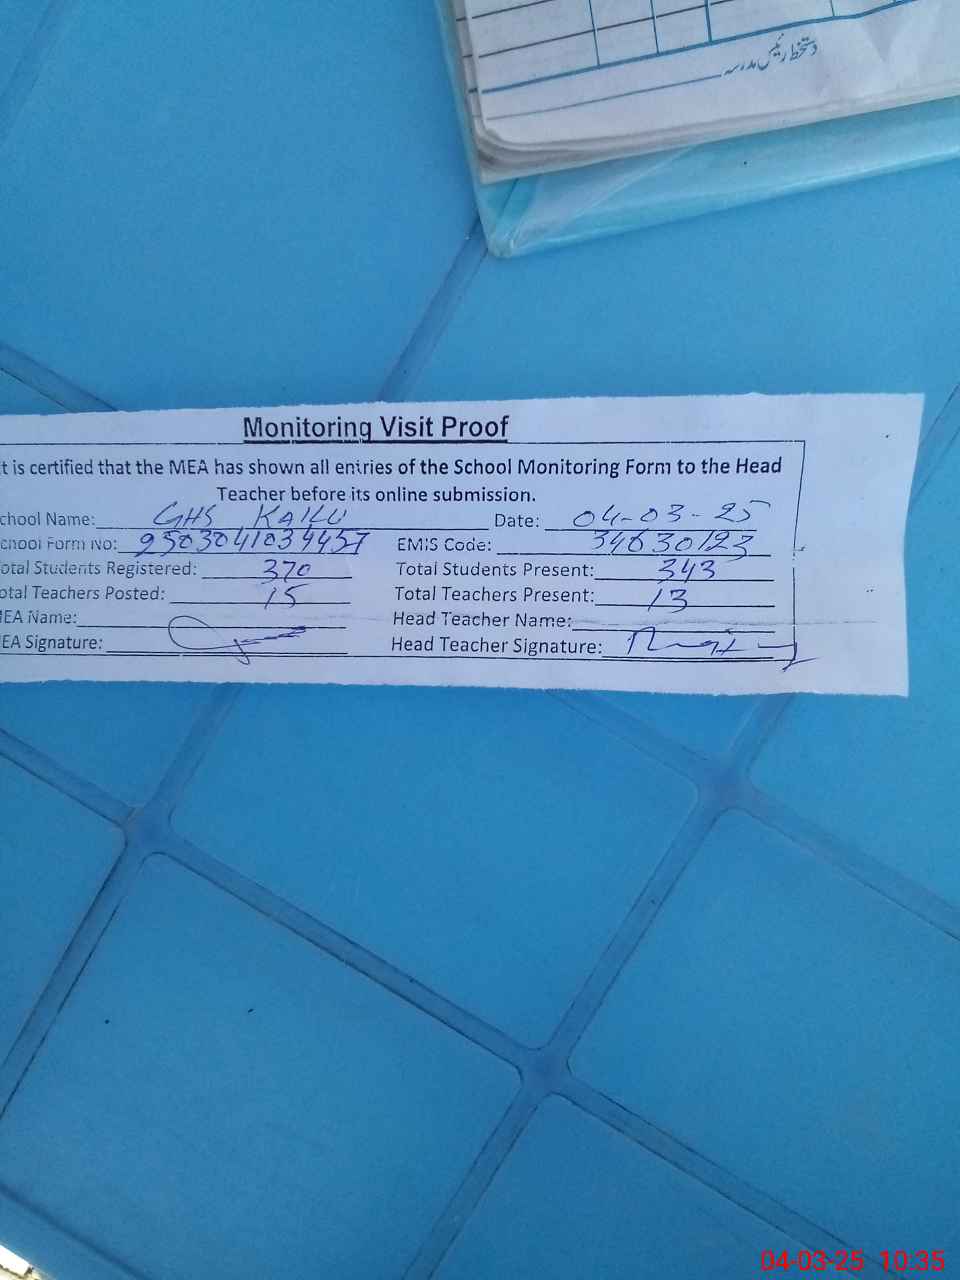 دستخط رئیس مدرسہ
Monitoring Visit Proof
t is certified that the MEA has shown all entries of the School Monitoring Form to the Head
Teacher before its online submission.
chool Name: GHS KAILU Date: 04-03-25
chool Form No: 9503041034457 EMIS Code: 34630123
otal Students Registered: 370 Total Students Present: 343
otal Teachers Posted: 15 Total Teachers Present: 13
IEA Name: Head Teacher Name:
EA Signature: Head Teacher Signature:
04-03-25 10:35